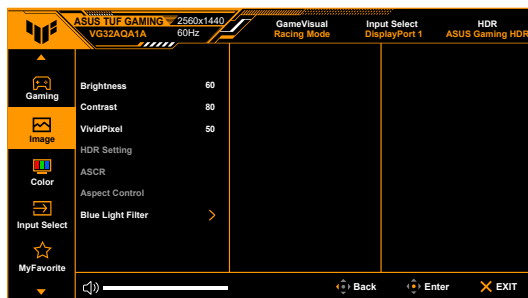 ASUS TUF GAMING 2560x1440
VG32AQA1A 60Hz
GameVisual
Racing Mode
Input Select
DisplayPort 1
HDR
ASUS Gaming HDR
Gaming
Image
Color
Input Select
MyFavorite
Brightness 60
Contrast 80
VividPixel 50
HDR Setting
ASCR
Aspect Control
Blue Light Filter
Back
Enter
EXIT